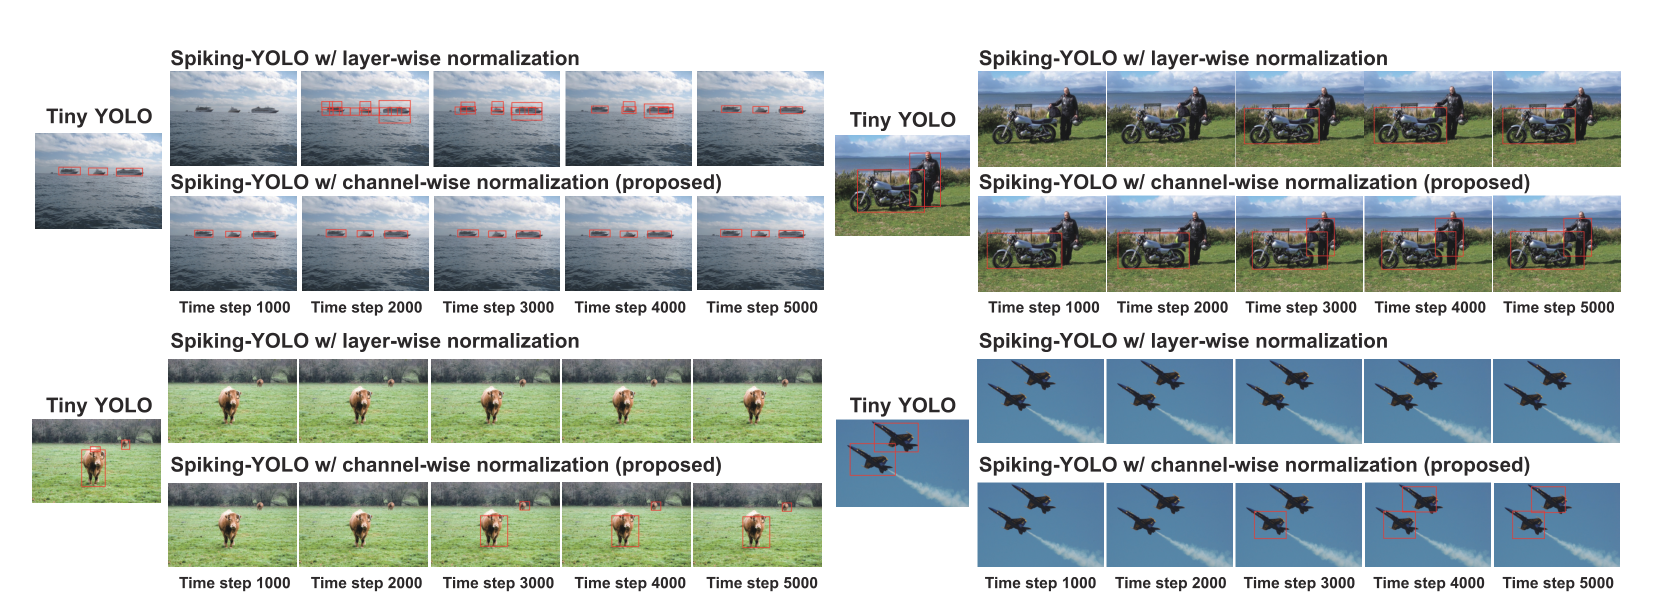 Spiking-YOLO w/ layer-wise normalization
Tiny YOLO
Spiking-YOLO w/ channel-wise normalization (proposed)
Time step 1000 Time step 2000 Time step 3000 Time step 4000 Time step 5000
Spiking-YOLO w/ layer-wise normalization
Tiny YOLO
Spiking-YOLO w/ channel-wise normalization (proposed)
Time step 1000 Time step 2000 Time step 3000 Time step 4000 Time step 5000
Spiking-YOLO w/ layer-wise normalization
Tiny YOLO
Spiking-YOLO w/ channel-wise normalization (proposed)
Time step 1000 Time step 2000 Time step 3000 Time step 4000 Time step 5000
Spiking-YOLO w/ layer-wise normalization
Tiny YOLO
Spiking-YOLO w/ channel-wise normalization (proposed)
Time step 1000 Time step 2000 Time step 3000 Time step 4000 Time step 5000